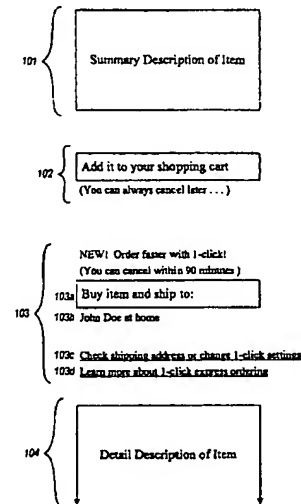 101 Summary Description of Item
102 Add it to your shopping cart
(You can always cancel later . . . )
NEW! Order faster with 1-click!
(You can cancel within 90 minutes )
103
103a Buy item and ship to:
103b John Doe at home
103c Check shipping address or change 1-click settings
103d Learn more about 1-click express ordering
104 Detail Description of Item